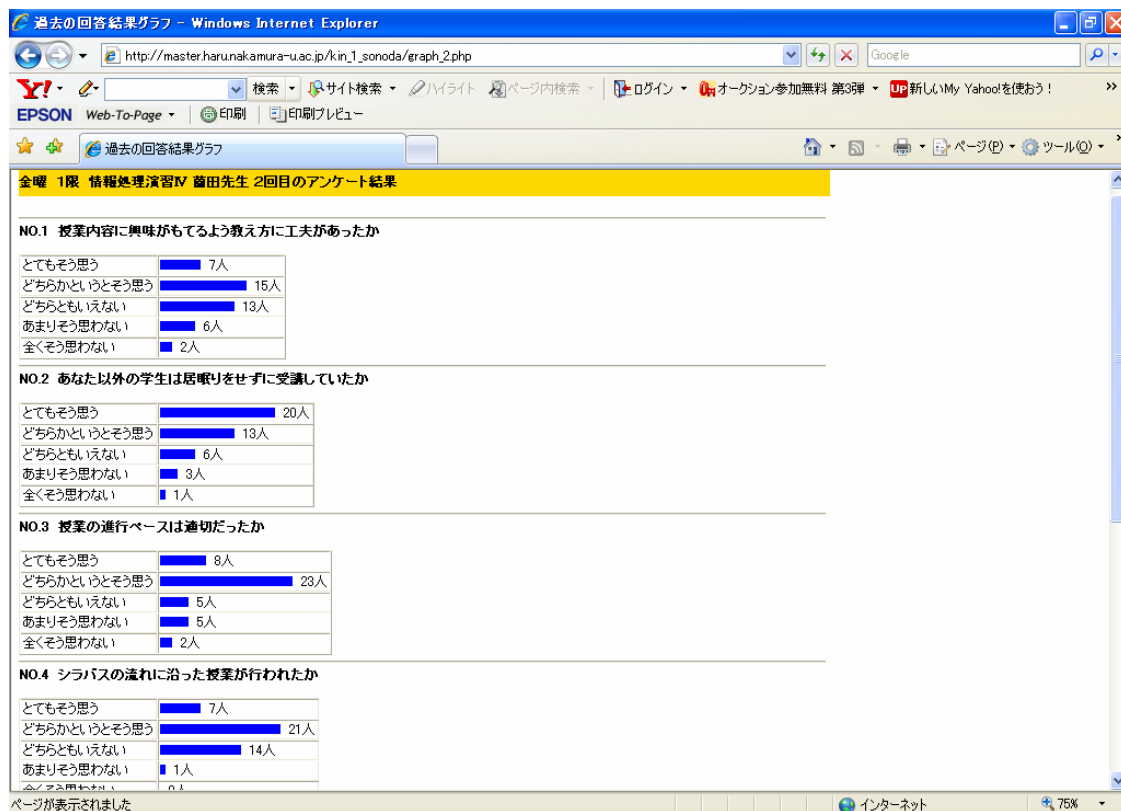 過去の回答結果グラフ - Windows Internet Explorer
http://master.haru.nakamura-u.ac.jp/kin_1_sonoda/graph_2.php Google
Y! 検索 サイト検索 ハイライト ページ内検索 ログイン オークション参加無料 第3弾 UP 新しいMy Yahoo!を使おう! >>
EPSON Web-To-Page 印刷 印刷プレビュー
過去の回答結果グラフ ページ(P) ツール(O)
金曜 1限 情報処理演習Ⅳ 薗田先生 2回目のアンケート結果
NO.1 授業内容に興味がもてるよう教え方に工夫があったか
とてもそう思う 7人
どちらかというとそう思う 15人
どちらともいえない 13人
あまりそう思わない 6人
全くそう思わない 2人
NO.2 あなた以外の学生は居眠りをせずに受講していたか
とてもそう思う 20人
どちらかというとそう思う 13人
どちらともいえない 6人
あまりそう思わない 3人
全くそう思わない 1人
NO.3 授業の進行ペースは適切だったか
とてもそう思う 8人
どちらかというとそう思う 23人
どちらともいえない 5人
あまりそう思わない 5人
全くそう思わない 2人
NO.4 シラバスの流れに沿った授業が行われたか
とてもそう思う 7人
どちらかというとそう思う 21人
どちらともいえない 14人
あまりそう思わない 1人
全くそう思わない 0人
ページが表示されました インターネット 75%